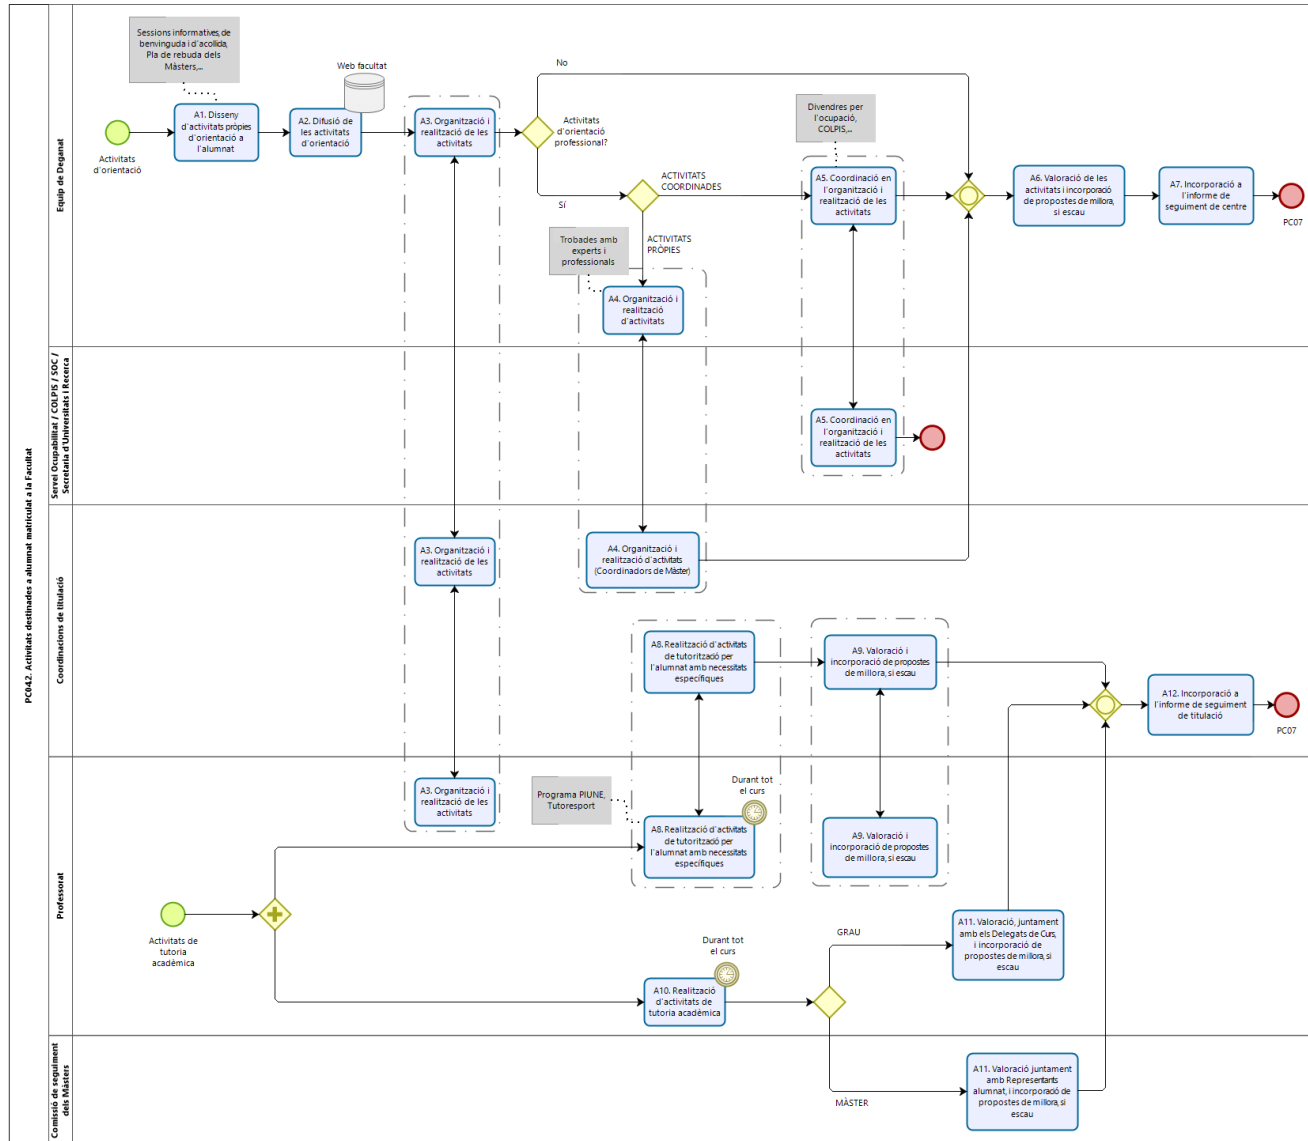 PC04.2. Activitats destinades a alumnat matriculat a la Facultat
Equip de Deganat
Sessions informatives, de
benvinguda i d'acollida,
Pla de rebuda dels
Màsters,...
Activitats
d'orientació
A1. Disseny
d'activitats pròpies
d'orientació a
l'alumnat
Web facultat
A2. Difusió de
les activitats
d'orientació
A3. Organització i
realització de les
activitats
Activitats
d'orientació
professional?
No
Sí
ACTIVITATS
COORDINADES
ACTIVITATS
PRÒPIES
Trobades amb
experts i
professionals
A4. Organització i
realització
d'activitats
Divendres per
l'ocupació,
COLPIS,...
A5. Coordinació en
l'organització i
realització de les
activitats
A6. Valoració de les
activitats i incorporació
de propostes de millora,
si escau
A7. Incorporació a
l'informe de
seguiment de centre
PC07
Servei Ocupabilitat / COLPIS / SOC /
Secretaria d'Universitats i Recerca
A5. Coordinació en
l'organització i
realització de les
activitats
Coordinacions de titulació
A3. Organització i
realització de les
activitats
A4. Organització i
realització d'activitats
(Coordinadors de Màster)
A8. Realització d'activitats
de tutorització per
l'alumnat amb necessitats
específiques
A9. Valoració i
incorporació de propostes
de millora, si escau
A12. Incorporació a
l'informe de seguiment
de titulació
PC07
Professorat
A3. Organització i
realització de les
activitats
Programa PIUNE,
Tutoresport
Durant tot
el curs
A8. Realització d'activitats
de tutorització per
l'alumnat amb necessitats
específiques
A9. Valoració i
incorporació de propostes
de millora, si escau
Activitats de
tutoria
acadèmica
Durant tot
el curs
A10. Realització
d'activitats de
tutoria acadèmica
GRAU
MÀSTER
A11. Valoració, juntament
amb els Delegats de Curs,
i incorporació de
propostes de millora, si
escau
Comissió de seguiment
dels Màsters
A11. Valoració juntament
amb Representants
alumnat, i incorporació de
propostes de millora, si
escau